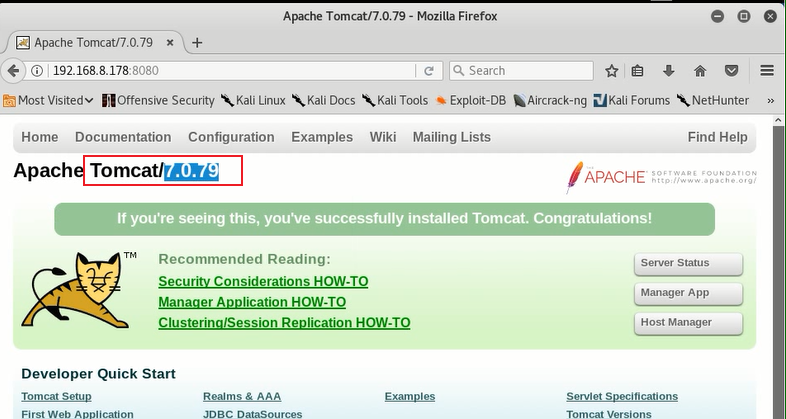 Apache Tomcat/7.0.79 - Mozilla Firefox
Apache Tomcat/7.0.79
192.168.8.178:8080
Search
Most Visited Offensive Security Kali Linux Kali Docs Kali Tools Exploit-DB Aircrack-ng Kali Forums NetHunter »
Home Documentation Configuration Examples Wiki Mailing Lists Find Help
Apache Tomcat/7.0.79
THE APACHE SOFTWARE FOUNDATION
http://www.apache.org/
If you're seeing this, you've successfully installed Tomcat. Congratulations!
TM
Recommended Reading:
Security Considerations HOW-TO
Manager Application HOW-TO
Clustering/Session Replication HOW-TO
Server Status
Manager App
Host Manager
Developer Quick Start
Tomcat Setup Realms & AAA Examples Servlet Specifications
First Web Application JDBC DataSources Tomcat Versions